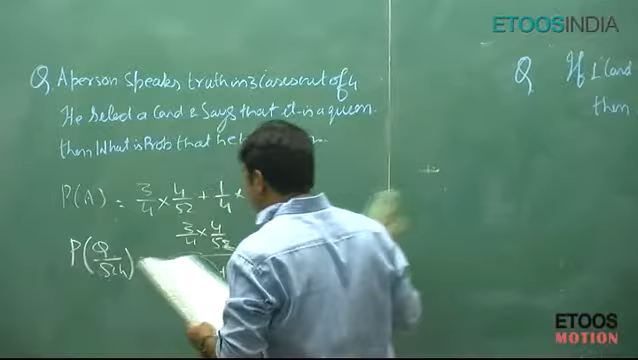 ETOOSINDIA
Q A person speaks truth in 3 cases out of 4
He Select a Card & Says that it is a queen.
then What is Prob that he
P(A) = 3/4 × 4/52 + 1/4 ×
P(Q/ ) 3/4 × 4/52
Q If 1 Card
then
ETOOS
MOTION